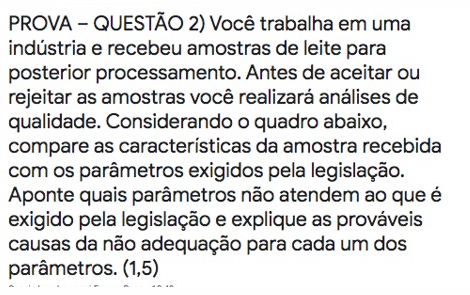 PROVA – QUESTÃO 2) Você trabalha em uma
indústria e recebeu amostras de leite para
posterior processamento. Antes de aceitar ou
rejeitar as amostras você realizará análises de
qualidade. Considerando o quadro abaixo,
compare as características da amostra recebida
com os parâmetros exigidos pela legislação.
Aponte quais parâmetros não atendem ao que é
exigido pela legislação e explique as prováveis
causas da não adequação para cada um dos
parâmetros. (1,5)